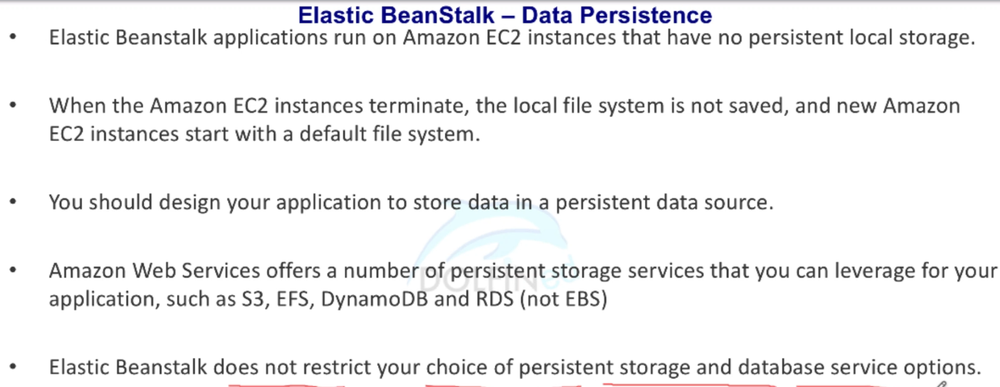 Elastic BeanStalk – Data Persistence
• Elastic Beanstalk applications run on Amazon EC2 instances that have no persistent local storage.
• When the Amazon EC2 instances terminate, the local file system is not saved, and new Amazon
EC2 instances start with a default file system.
• You should design your application to store data in a persistent data source.
• Amazon Web Services offers a number of persistent storage services that you can leverage for your
application, such as S3, EFS, DynamoDB and RDS (not EBS)
DOLFINed
• Elastic Beanstalk does not restrict your choice of persistent storage and database service options.